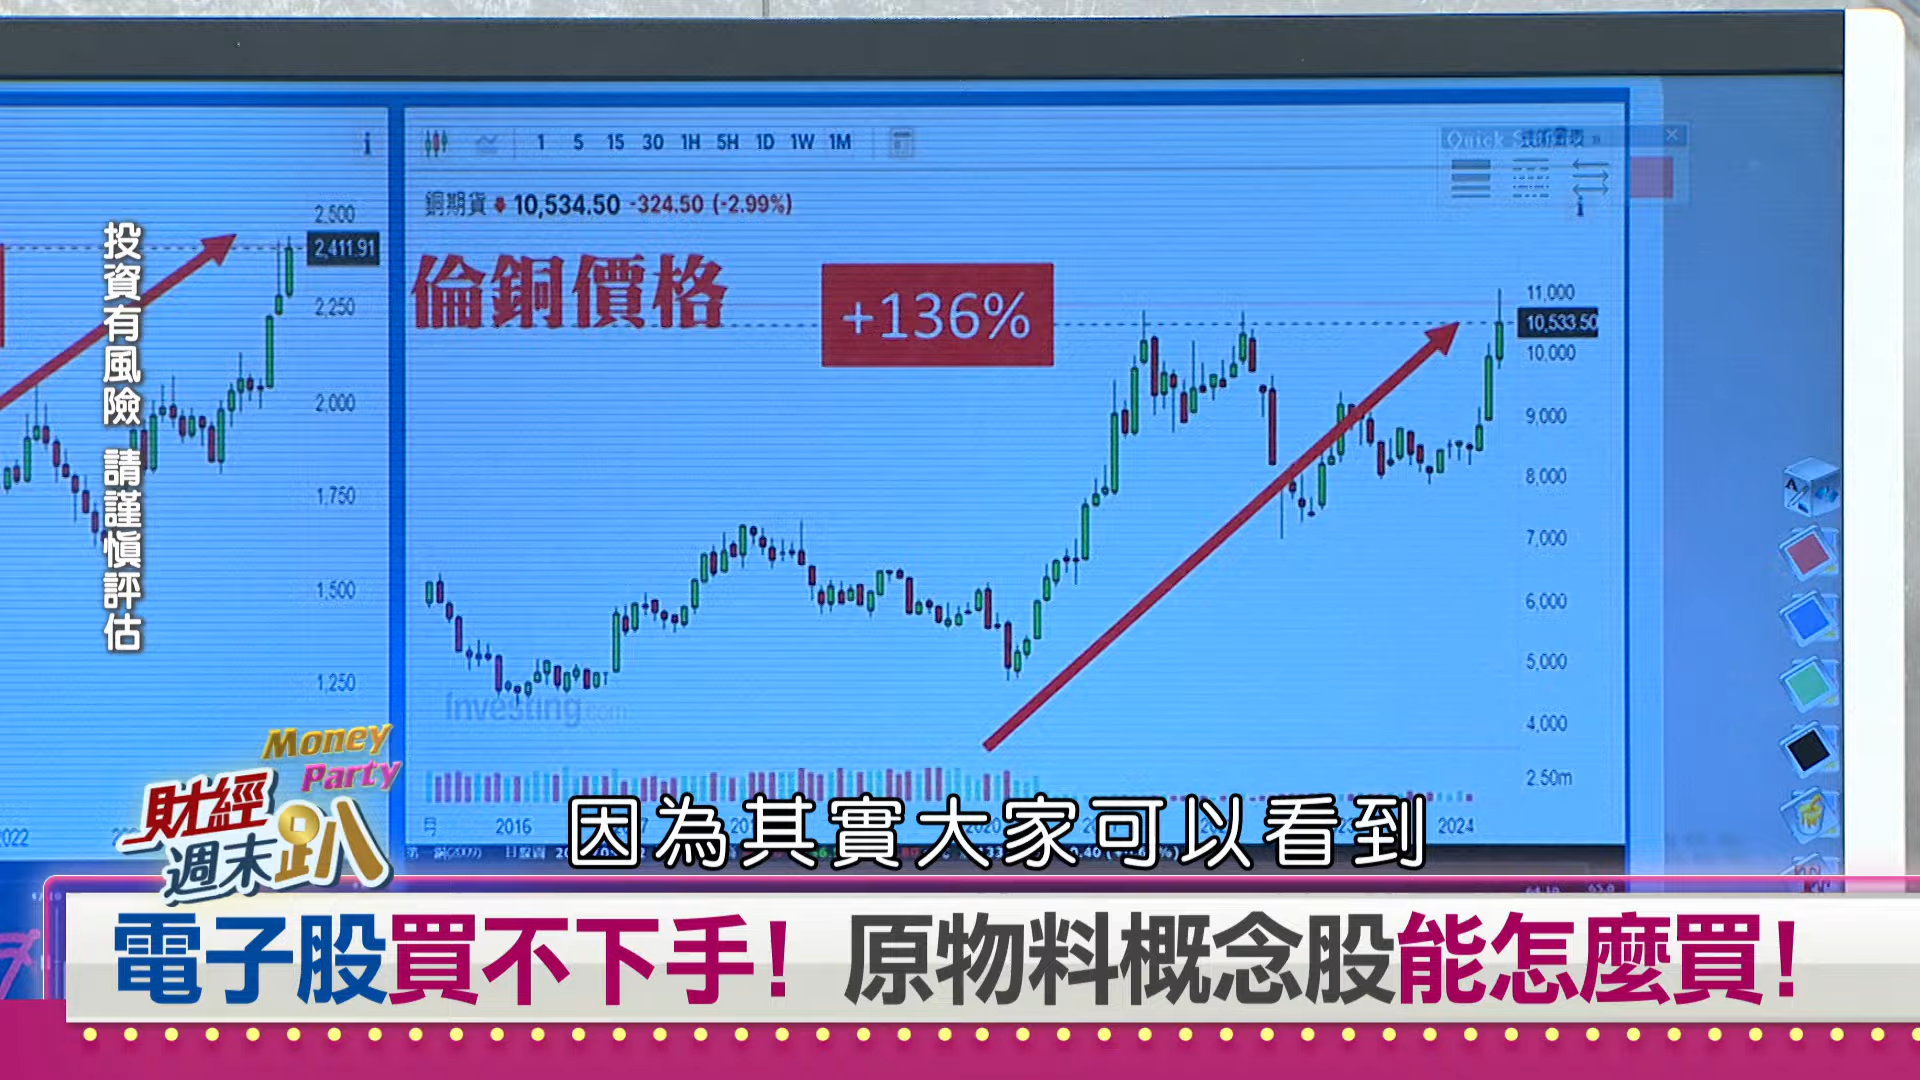 1 5 15 30 1H 5H 1D 1W 1M
Quick
銅期貨 10,534.50 -324.50 (-2.99%)
倫銅價格
+136%
2,500
2,411.91
2,250
2,000
1,750
1,500
1,250
2022
11,000
10,533.50
10,000
9,000
8,000
7,000
6,000
5,000
4,000
2.50m
Investing.com
月 2016 2020 2024
投資有風險 請謹慎評估
Money Party
財經週末趴
因為其實大家可以看到
電子股買不下手! 原物料概念股能怎麼買!